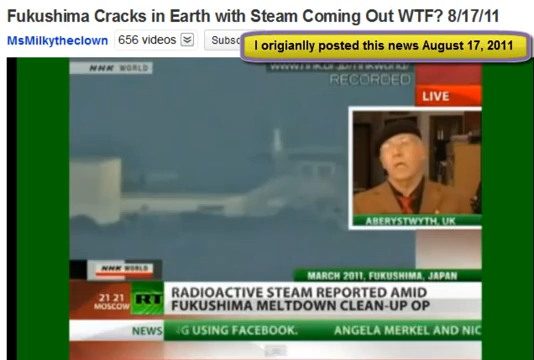 Fukushima Cracks in Earth with Steam Coming Out WTF? 8/17/11
MsMilkytheclown 656 videos Subsc
I origianlly posted this news August 17, 2011
NHK WORLD
RECORDED
LIVE
ABERYSTWYTH, UK
NHK WORLD
MARCH 2011, FUKUSHIMA, JAPAN
21 21
MOSCOW
RT
RADIOACTIVE STEAM REPORTED AMID
FUKUSHIMA MELTDOWN CLEAN-UP OP
NEWS G USING FACEBOOK. ANGELA MERKEL AND NIC